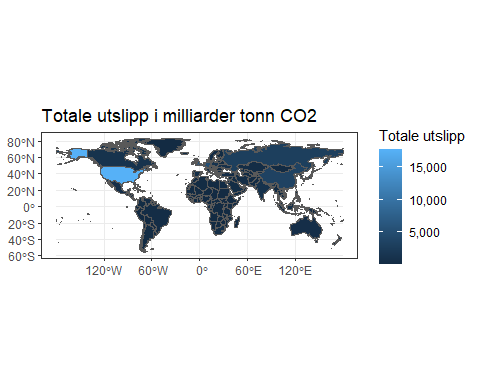 Totale utslipp i milliarder tonn CO2
Totale utslipp
15,000
10,000
5,000
80°N
60°N
40°N
20°N
0°
20°S
40°S
60°S
120°W
60°W
0°
60°E
120°E